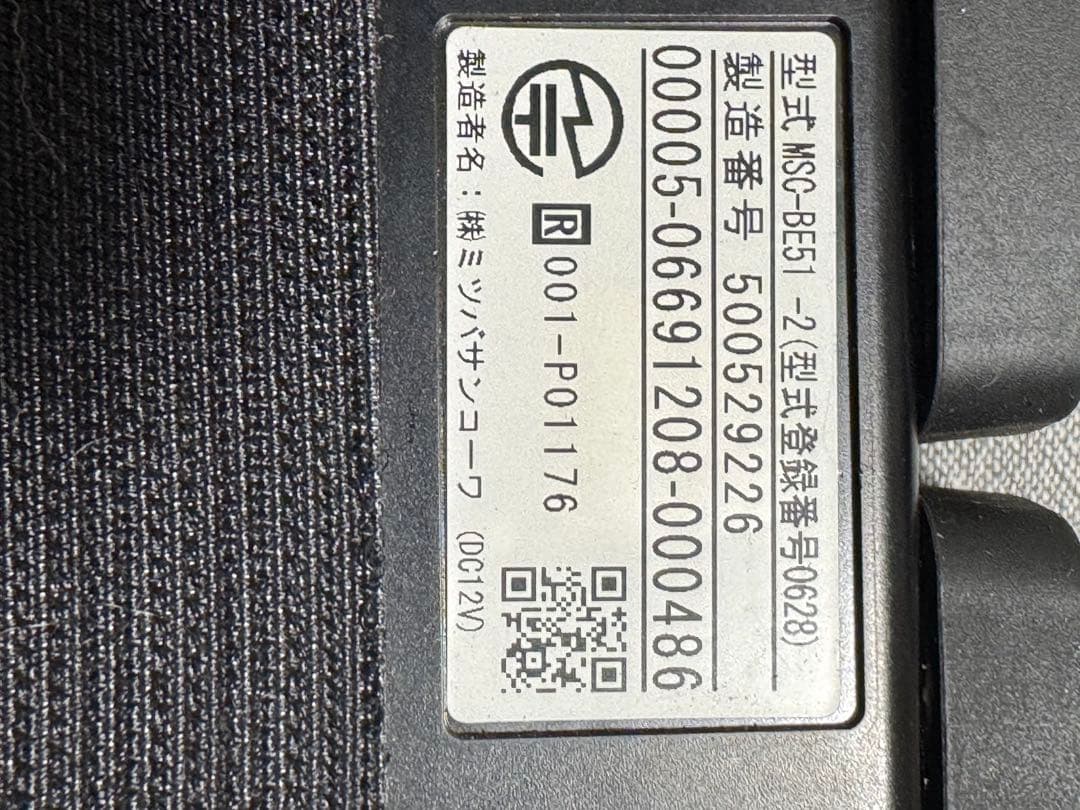 型式 MSC-BE51 -2(型式登録番号0628)
製造番号 500529226
00005-06691208-000486
R 001-P01176
製造者名：㈱ミツバサンコーワ (DC12V)